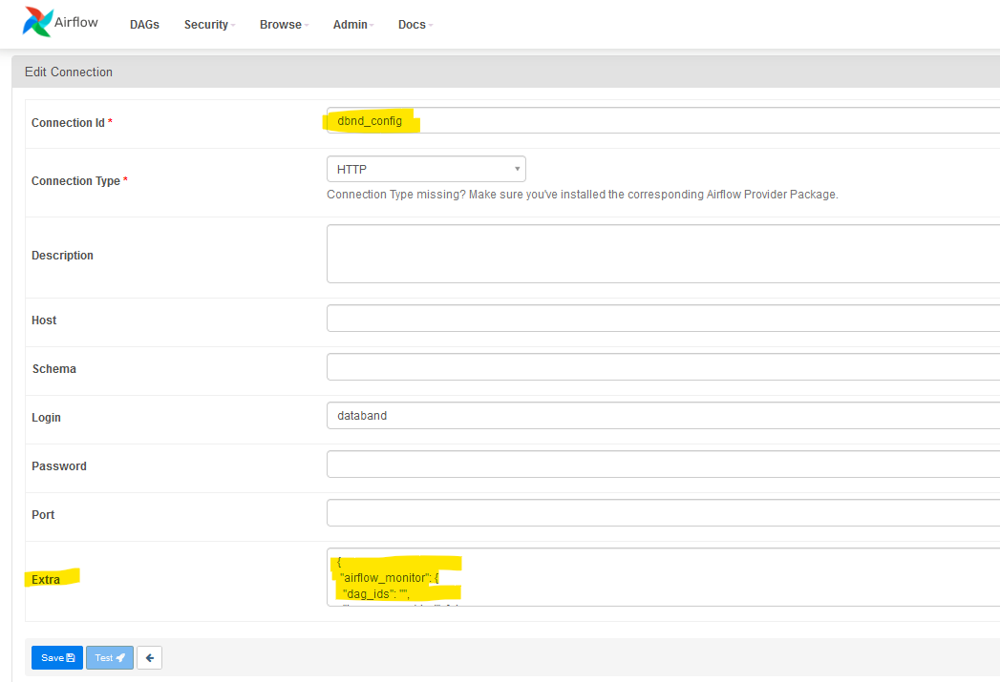 Airflow DAGs Security Browse Admin Docs
Edit Connection
Connection Id * dbnd_config
Connection Type * HTTP
Connection Type missing? Make sure you've installed the corresponding Airflow Provider Package.
Description
Host
Schema
Login databand
Password
Port
Extra {
"airflow_monitor": {
"dag_ids": "",
Save Test